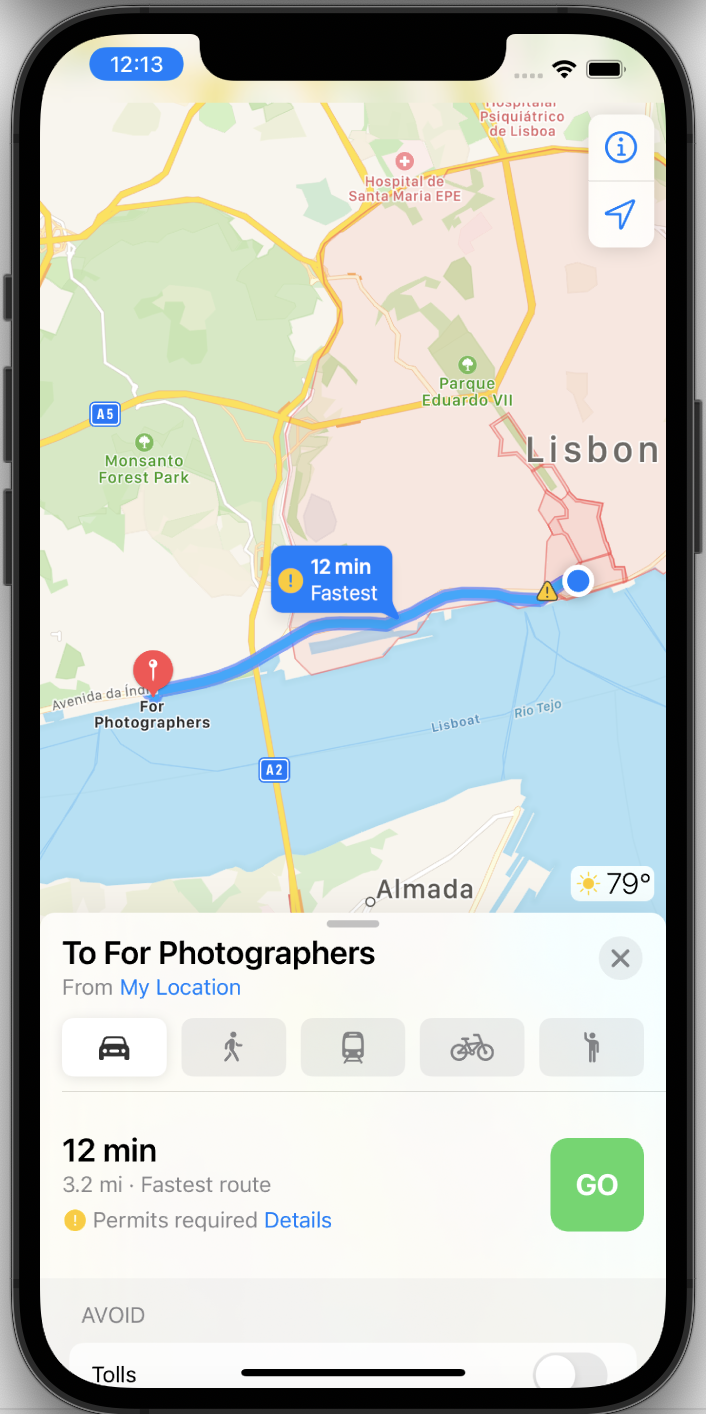 12:13
Hospitalar
Psiquiátrico
de Lisboa
Hospital de
Santa Maria EPE
Parque
Eduardo VII
A5
Lisbon
Monsanto
Forest Park
12 min
Fastest
Avenida da Índi
For
Photographers
Lisboat
Rio Tejo
A2
Almada
79°
To For Photographers
From My Location
12 min
3.2 mi · Fastest route
Permits required Details
GO
AVOID
Tolls